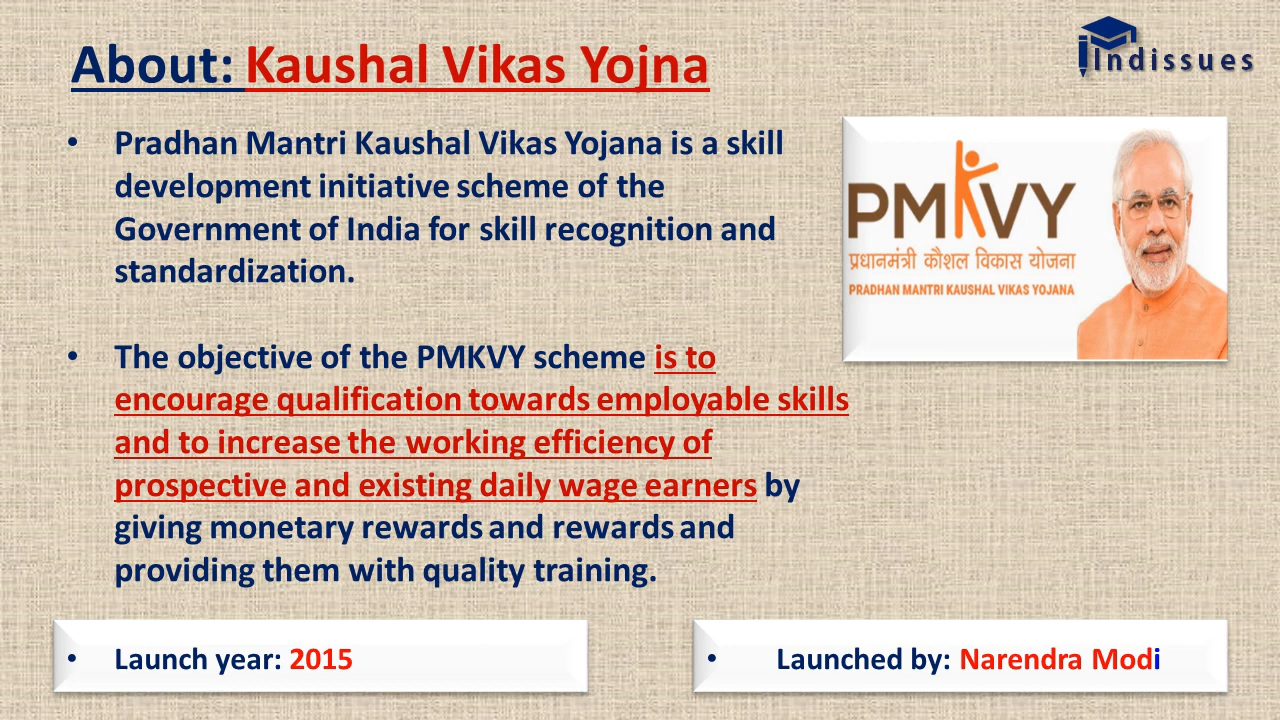 About: Kaushal Vikas Yojna
Indissues
• Pradhan Mantri Kaushal Vikas Yojana is a skill
development initiative scheme of the
Government of India for skill recognition and
standardization.
PMKVY
प्रधानमंत्री कौशल विकास योजना
PRADHAN MANTRI KAUSHAL VIKAS YOJANA
• The objective of the PMKVY scheme is to
encourage qualification towards employable skills
and to increase the working efficiency of
prospective and existing daily wage earners by
giving monetary rewards and rewards and
providing them with quality training.
• Launch year: 2015
• Launched by: Narendra Modi